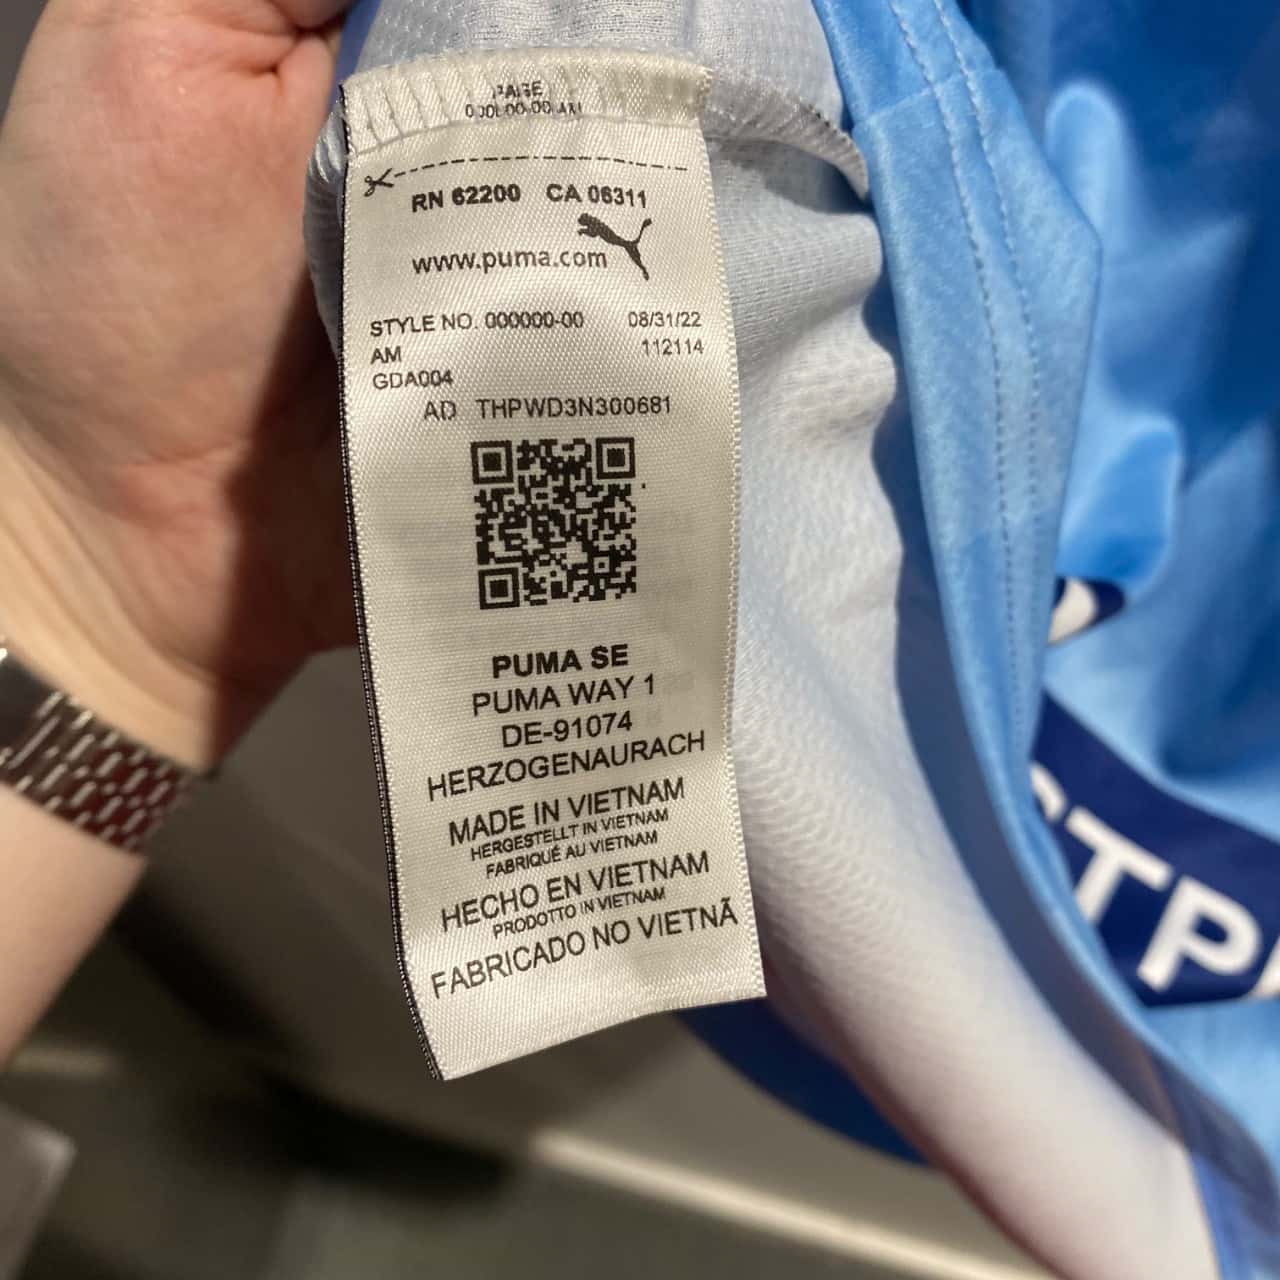 RN 62200 CA 06311
www.puma.com
STYLE NO. 000000-00 08/31/22
AM 112114
GDA004
AD THPWD3N300681
PUMA SE
PUMA WAY 1
DE-91074
HERZOGENAURACH
MADE IN VIETNAM
HERGESTELLT IN VIETNAM
FABRIQUÉ AU VIETNAM
HECHO EN VIETNAM
PRODOTTO IN VIETNAM
FABRICADO NO VIETNÃ